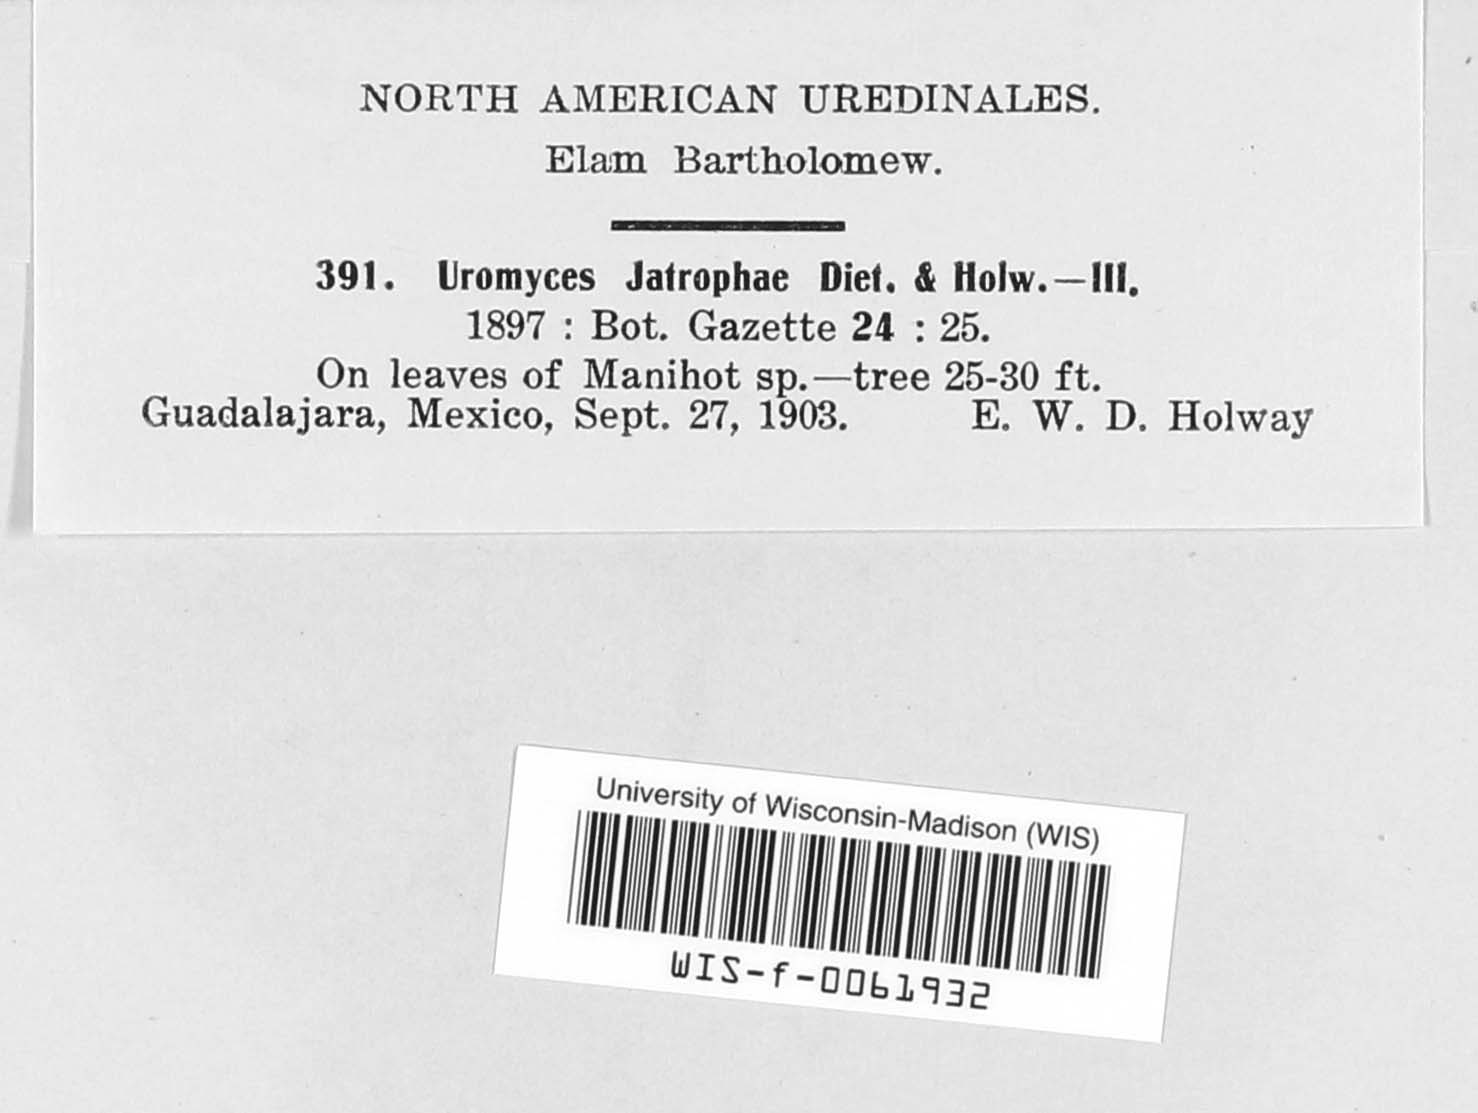 NORTH AMERICAN UREDINALES.
Elam Bartholomew.
391. Uromyces Jatrophae Diet. & Holw.—III.
1897 : Bot. Gazette 24 : 25.
On leaves of Manihot sp.—tree 25-30 ft.
Guadalajara, Mexico, Sept. 27, 1903. E. W. D. Holway
University of Wisconsin-Madison (WIS)
WIS-f-0061932